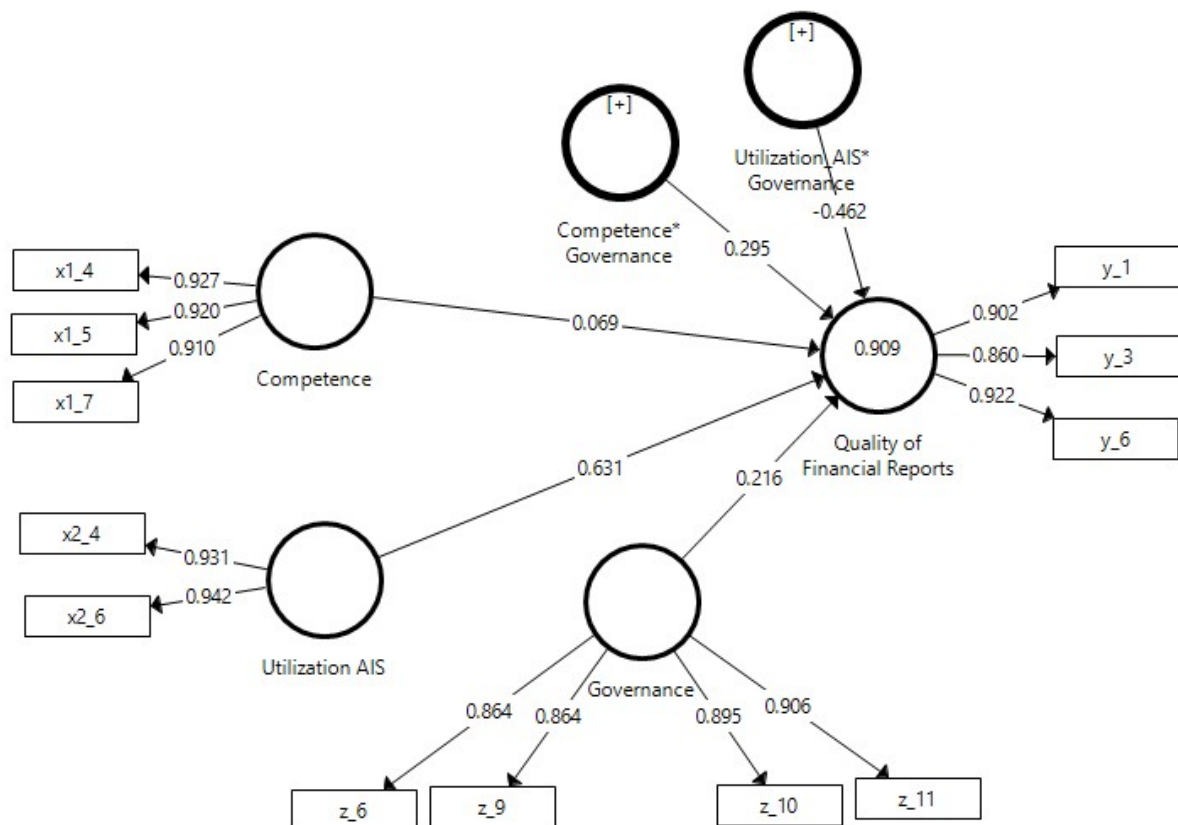 [+]
[+]
Utilization_AIS*
Governance
-0.462
Competence*
Governance
0.295
x1_4
0.927
x1_5
0.920
x1_7
0.910
Competence
0.069
0.909
Quality of
Financial Reports
y_1
0.902
y_3
0.860
y_6
0.922
0.631
0.216
x2_4
0.931
x2_6
0.942
Utilization AIS
Governance
0.864
0.864
0.895
0.906
z_6
z_9
z_10
z_11